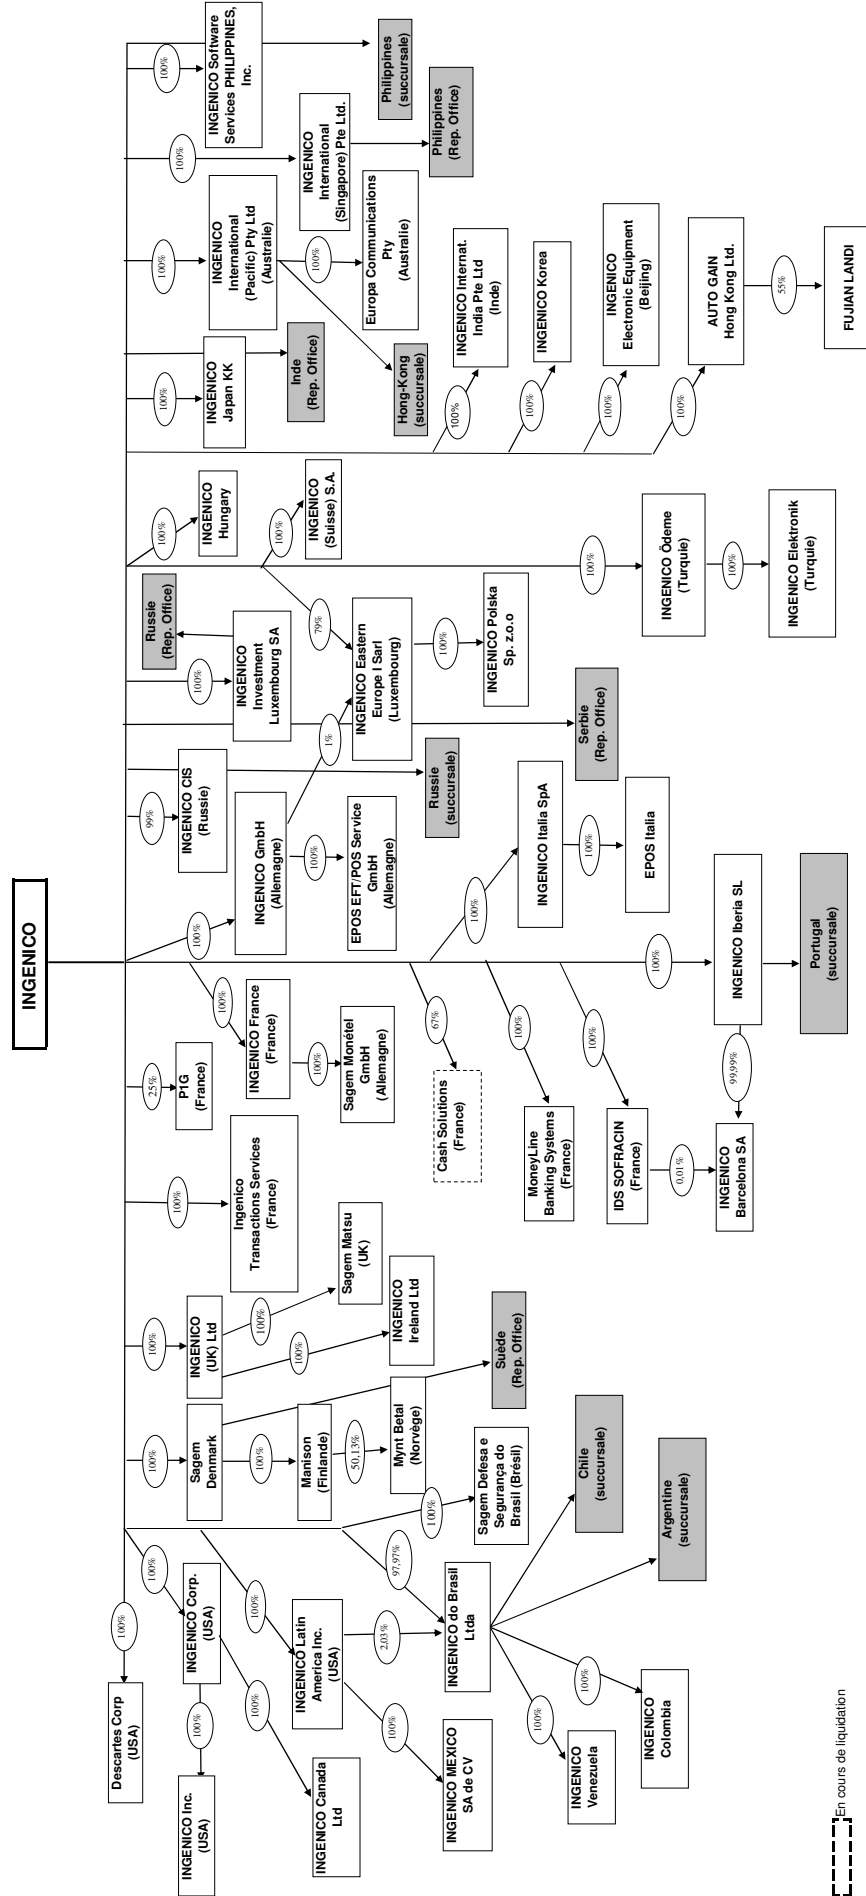 INGENICO
100%
Descartes Corp
(USA)
100%
INGENICO Corp.
(USA)
100%
INGENICO Inc.
(USA)
100%
INGENICO Canada
Ltd
100%
INGENICO Latin
America Inc.
(USA)
100%
INGENICO MEXICO
SA de CV
2,03%
97,97%
INGENICO do Brasil
Ltda
100%
INGENICO
Venezuela
100%
INGENICO
Colombia
Argentine
(succursale)
Chile
(succursale)
100%
Sagem Defesa e
Segurança do
Brasil (Brésil)
100%
Sagem
Denmark
100%
Manison
(Finlande)
50,13%
Mynt Betal
(Norvège)
Suède
(Rep. Office)
100%
INGENICO
(UK) Ltd
100%
INGENICO
Ireland Ltd
100%
Sagem Matsu
(UK)
100%
Ingenico
Transactions Services
(France)
2,5%
P1G
(France)
100%
INGENICO France
(France)
100%
Sagem Monétel
GmbH
(Allemagne)
67%
Cash Solutions
(France)
100%
MoneyLine
Banking Systems
(France)
100%
IDS SOFRACIN
(France)
0,01%
INGENICO
Barcelona SA
99,99%
100%
INGENICO Iberia SL
Portugal
(succursale)
100%
INGENICO Italia SpA
100%
EPOS Italia
100%
INGENICO GmbH
(Allemagne)
100%
EPOS EFT/POS Service
GmbH
(Allemagne)
99%
INGENICO CIS
(Russie)
Russie
(succursale)
Serbie
(Rep. Office)
100%
INGENICO
Investment
Luxembourg SA
Russie
(Rep. Office)
1%
79%
INGENICO Eastern
Europe I Sarl
(Luxembourg)
100%
INGENICO Polska
Sp. z.o.o
100%
INGENICO
Hungary
100%
INGENICO
(Suisse) S.A.
100%
INGENICO Ödeme
(Turquie)
100%
INGENICO Elektronik
(Turquie)
100%
INGENICO
Japan KK
Inde
(Rep. Office)
100%
INGENICO
International
(Pacific) Pty Ltd
(Australie)
100%
Europa Communications
Pty
(Australie)
Hong-Kong
(succursale)
100%
INGENICO Internat.
India Pte Ltd
(Inde)
100%
INGENICO Korea
100%
INGENICO
Electronic Equipment
(Beijing)
100%
AUTO GAIN
Hong Kong Ltd.
55%
FUJIAN LANDI
100%
INGENICO
International
(Singapore) Pte Ltd.
Philippines
(Rep. Office)
100%
INGENICO Software
Services PHILIPPINES,
Inc.
Philippines
(succursale)
En cours de liquidation